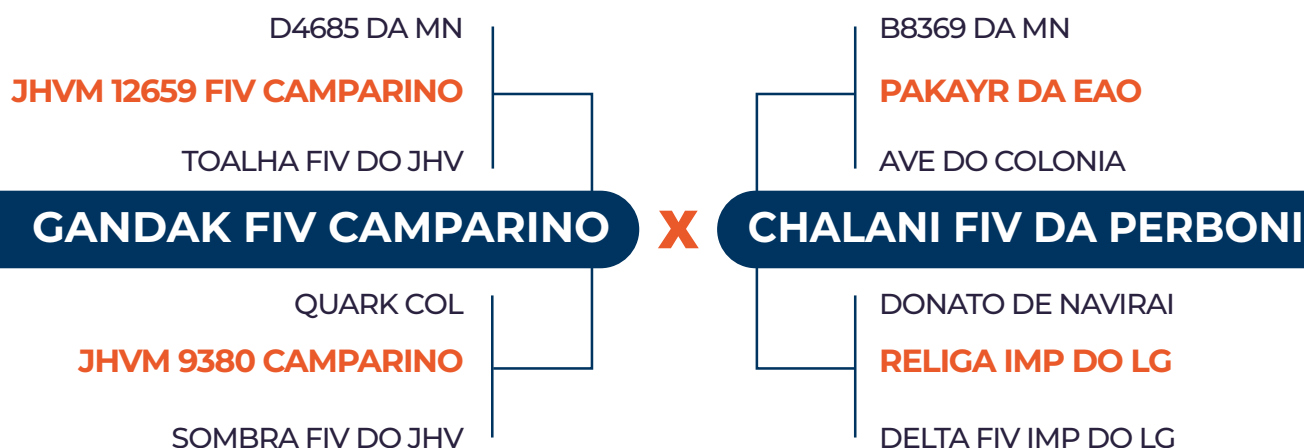 D4685 DA MN
JHVM 12659 FIV CAMPARINO
TOALHA FIV DO JHV
GANDAK FIV CAMPARINO
QUARK COL
JHVM 9380 CAMPARINO
SOMBRA FIV DO JHV
X
B8369 DA MN
PAKAYR DA EAO
AVE DO COLONIA
CHALANI FIV DA PERBONI
DONATO DE NAVIRAI
RELIGA IMP DO LG
DELTA FIV IMP DO LG